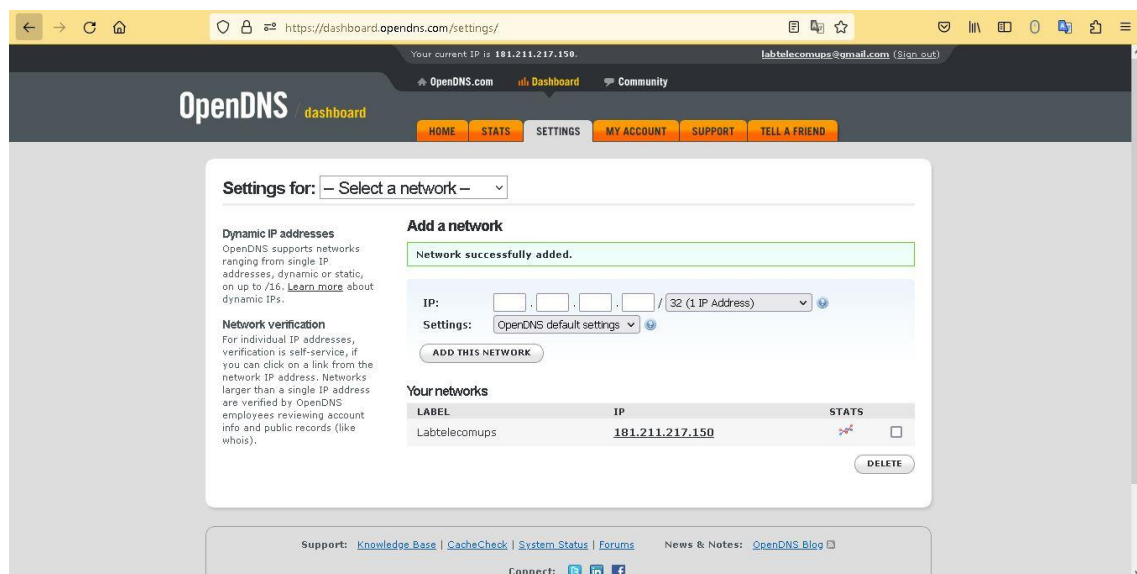 https://dashboard.opendns.com/settings/
Your current IP is 181.211.217.150.
labtelecomups@gmail.com (Sign out)
OpenDNS.com Dashboard Community
OpenDNS / dashboard
HOME STATS SETTINGS MY ACCOUNT SUPPORT TELL A FRIEND
Settings for: -- Select a network --
Dynamic IP addresses
OpenDNS supports networks
ranging from single IP
addresses, dynamic or static,
on up to /16. Learn more about
dynamic IPs.
Network verification
For individual IP addresses,
verification is self-service, if
you can click on a link from the
network IP address. Networks
larger than a single IP address
are verified by OpenDNS
employees reviewing account
info and public records (like
whois).
Add a network
Network successfully added.
IP: . . . / 32 (1 IP Address)
Settings: OpenDNS default settings
ADD THIS NETWORK
Your networks
LABEL IP STATS
Labtelecomups 181.211.217.150
DELETE
Support: Knowledge Base | CacheCheck | System Status | Forums News & Notes: OpenDNS Blog
Connect: